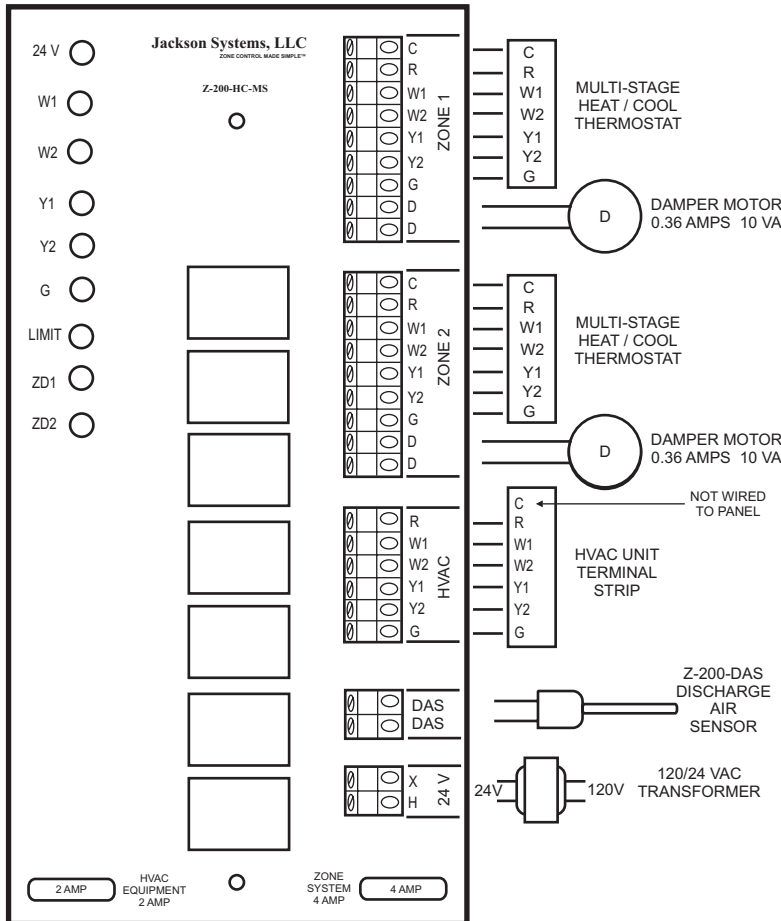 Jackson Systems, LLC
ZONE CONTROL MADE SIMPLE™
Z-200-HC-MS
24 V
W1
W2
Y1
Y2
G
LIMIT
ZD1
ZD2
C
R
W1
W2
Y1
Y2
G
D
D
ZONE 1
C
R
W1
W2
Y1
Y2
G
MULTI-STAGE
HEAT / COOL
THERMOSTAT
D
DAMPER MOTOR
0.36 AMPS 10 VA
C
R
W1
W2
Y1
Y2
G
D
D
ZONE 2
C
R
W1
W2
Y1
Y2
G
MULTI-STAGE
HEAT / COOL
THERMOSTAT
D
DAMPER MOTOR
0.36 AMPS 10 VA
R
W1
W2
Y1
Y2
G
HVAC
C
R
W1
W2
Y1
Y2
G
NOT WIRED
TO PANEL
HVAC UNIT
TERMINAL
STRIP
DAS
DAS
Z-200-DAS
DISCHARGE
AIR
SENSOR
X
H
24 V
24V
120V
120/24 VAC
TRANSFORMER
2 AMP
HVAC
EQUIPMENT
2 AMP
ZONE
SYSTEM
4 AMP
4 AMP